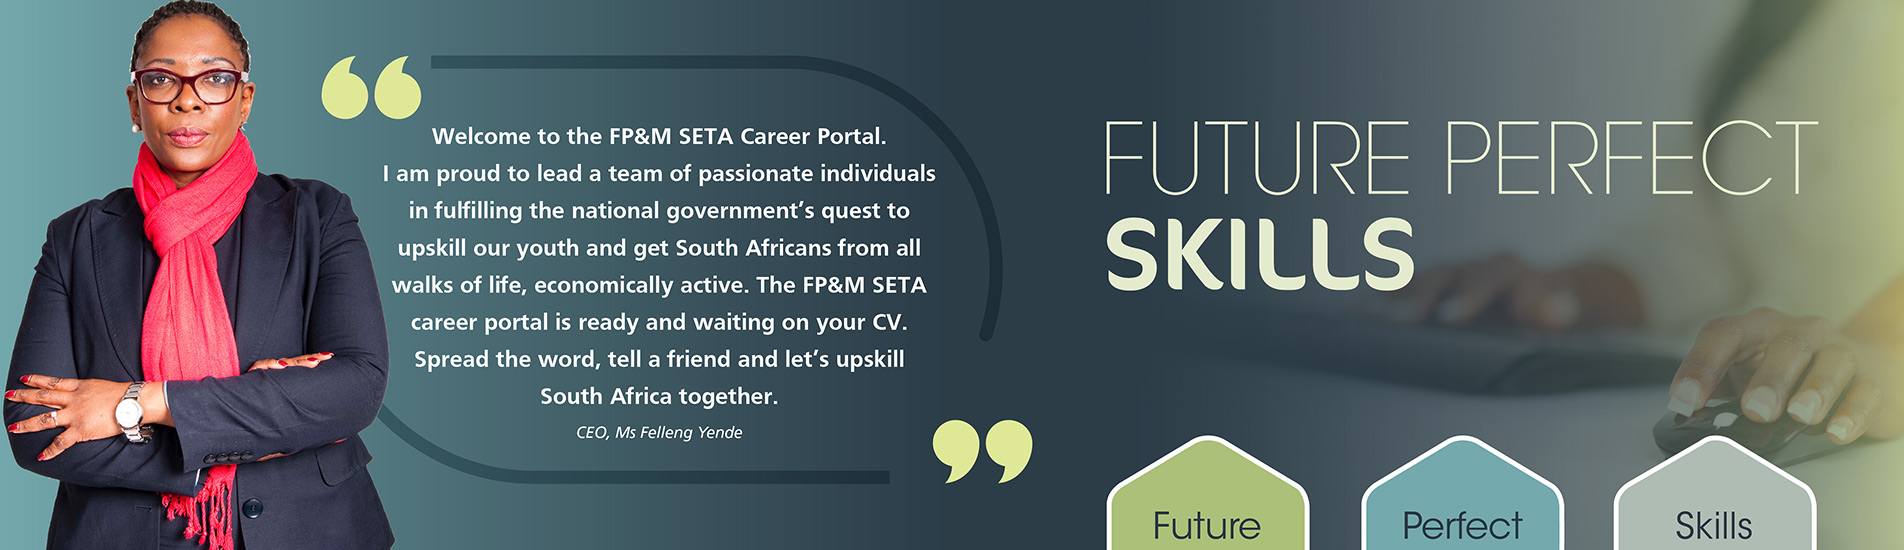 Welcome to the FP&M SETA Career Portal.
I am proud to lead a team of passionate individuals
in fulfilling the national government’s quest to
upskill our youth and get South Africans from all
walks of life, economically active. The FP&M SETA
career portal is ready and waiting on your CV.
Spread the word, tell a friend and let’s upskill
South Africa together.
CEO, Ms Felleng Yende
FUTURE PERFECT
SKILLS
Future
Perfect
Skills